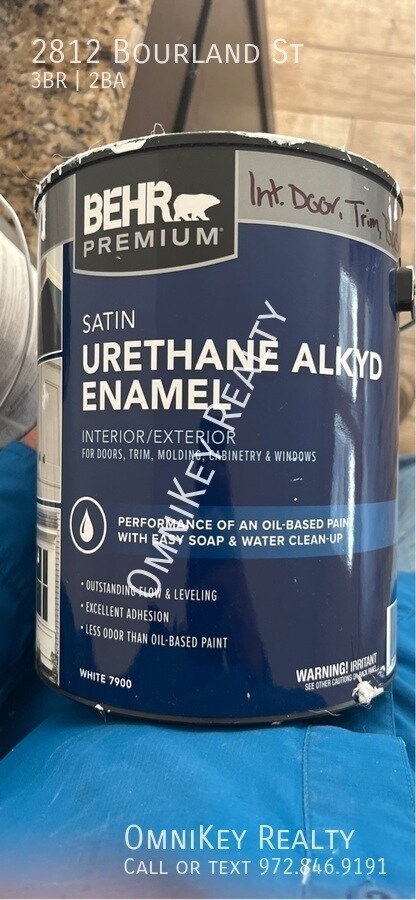 2812 Bourland St
3BR | 2BA
BEHR
PREMIUM®
Int. Door, Trim,
SATIN
URETHANE ALKYD
ENAMEL
INTERIOR/EXTERIOR
FOR DOORS, TRIM, MOLDING, CABINETRY & WINDOWS
OmniKey Realty
PERFORMANCE OF AN OIL-BASED PAINT
WITH EASY SOAP & WATER CLEAN-UP
• OUTSTANDING FLOW & LEVELING
• EXCELLENT ADHESION
• LESS ODOR THAN OIL-BASED PAINT
WHITE 7900
WARNING! IRRITANT
SEE OTHER CAUTIONS ON BACK PANEL
OmniKey Realty
Call or text 972.846.9191